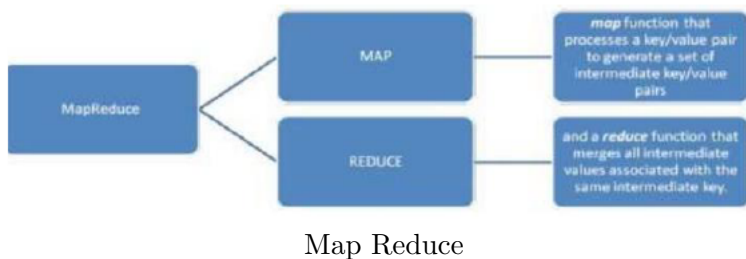 MapReduce
MAP
map function that
processes a key/value pair
to generate a set of
intermediate key/value
pairs
REDUCE
and a reduce function that
merges all intermediate
values associated with the
same intermediate key.
Map Reduce